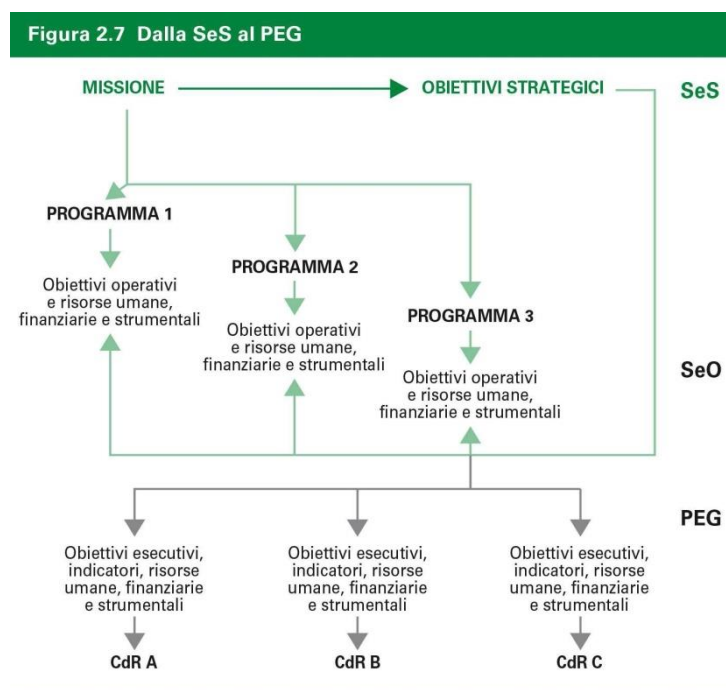 Figura 2.7 Dalla SeS al PEG
MISSIONE
OBIETTIVI STRATEGICI
SeS
PROGRAMMA 1
Obiettivi operativi
e risorse umane,
finanziarie e strumentali
PROGRAMMA 2
Obiettivi operativi
e risorse umane,
finanziarie e strumentali
PROGRAMMA 3
Obiettivi operativi
e risorse umane,
finanziarie e strumentali
SeO
PEG
Obiettivi esecutivi,
indicatori, risorse
umane, finanziarie
e strumentali
CdR A
Obiettivi esecutivi,
indicatori, risorse
umane, finanziarie
e strumentali
CdR B
Obiettivi esecutivi,
indicatori, risorse
umane, finanziarie
e strumentali
CdR C